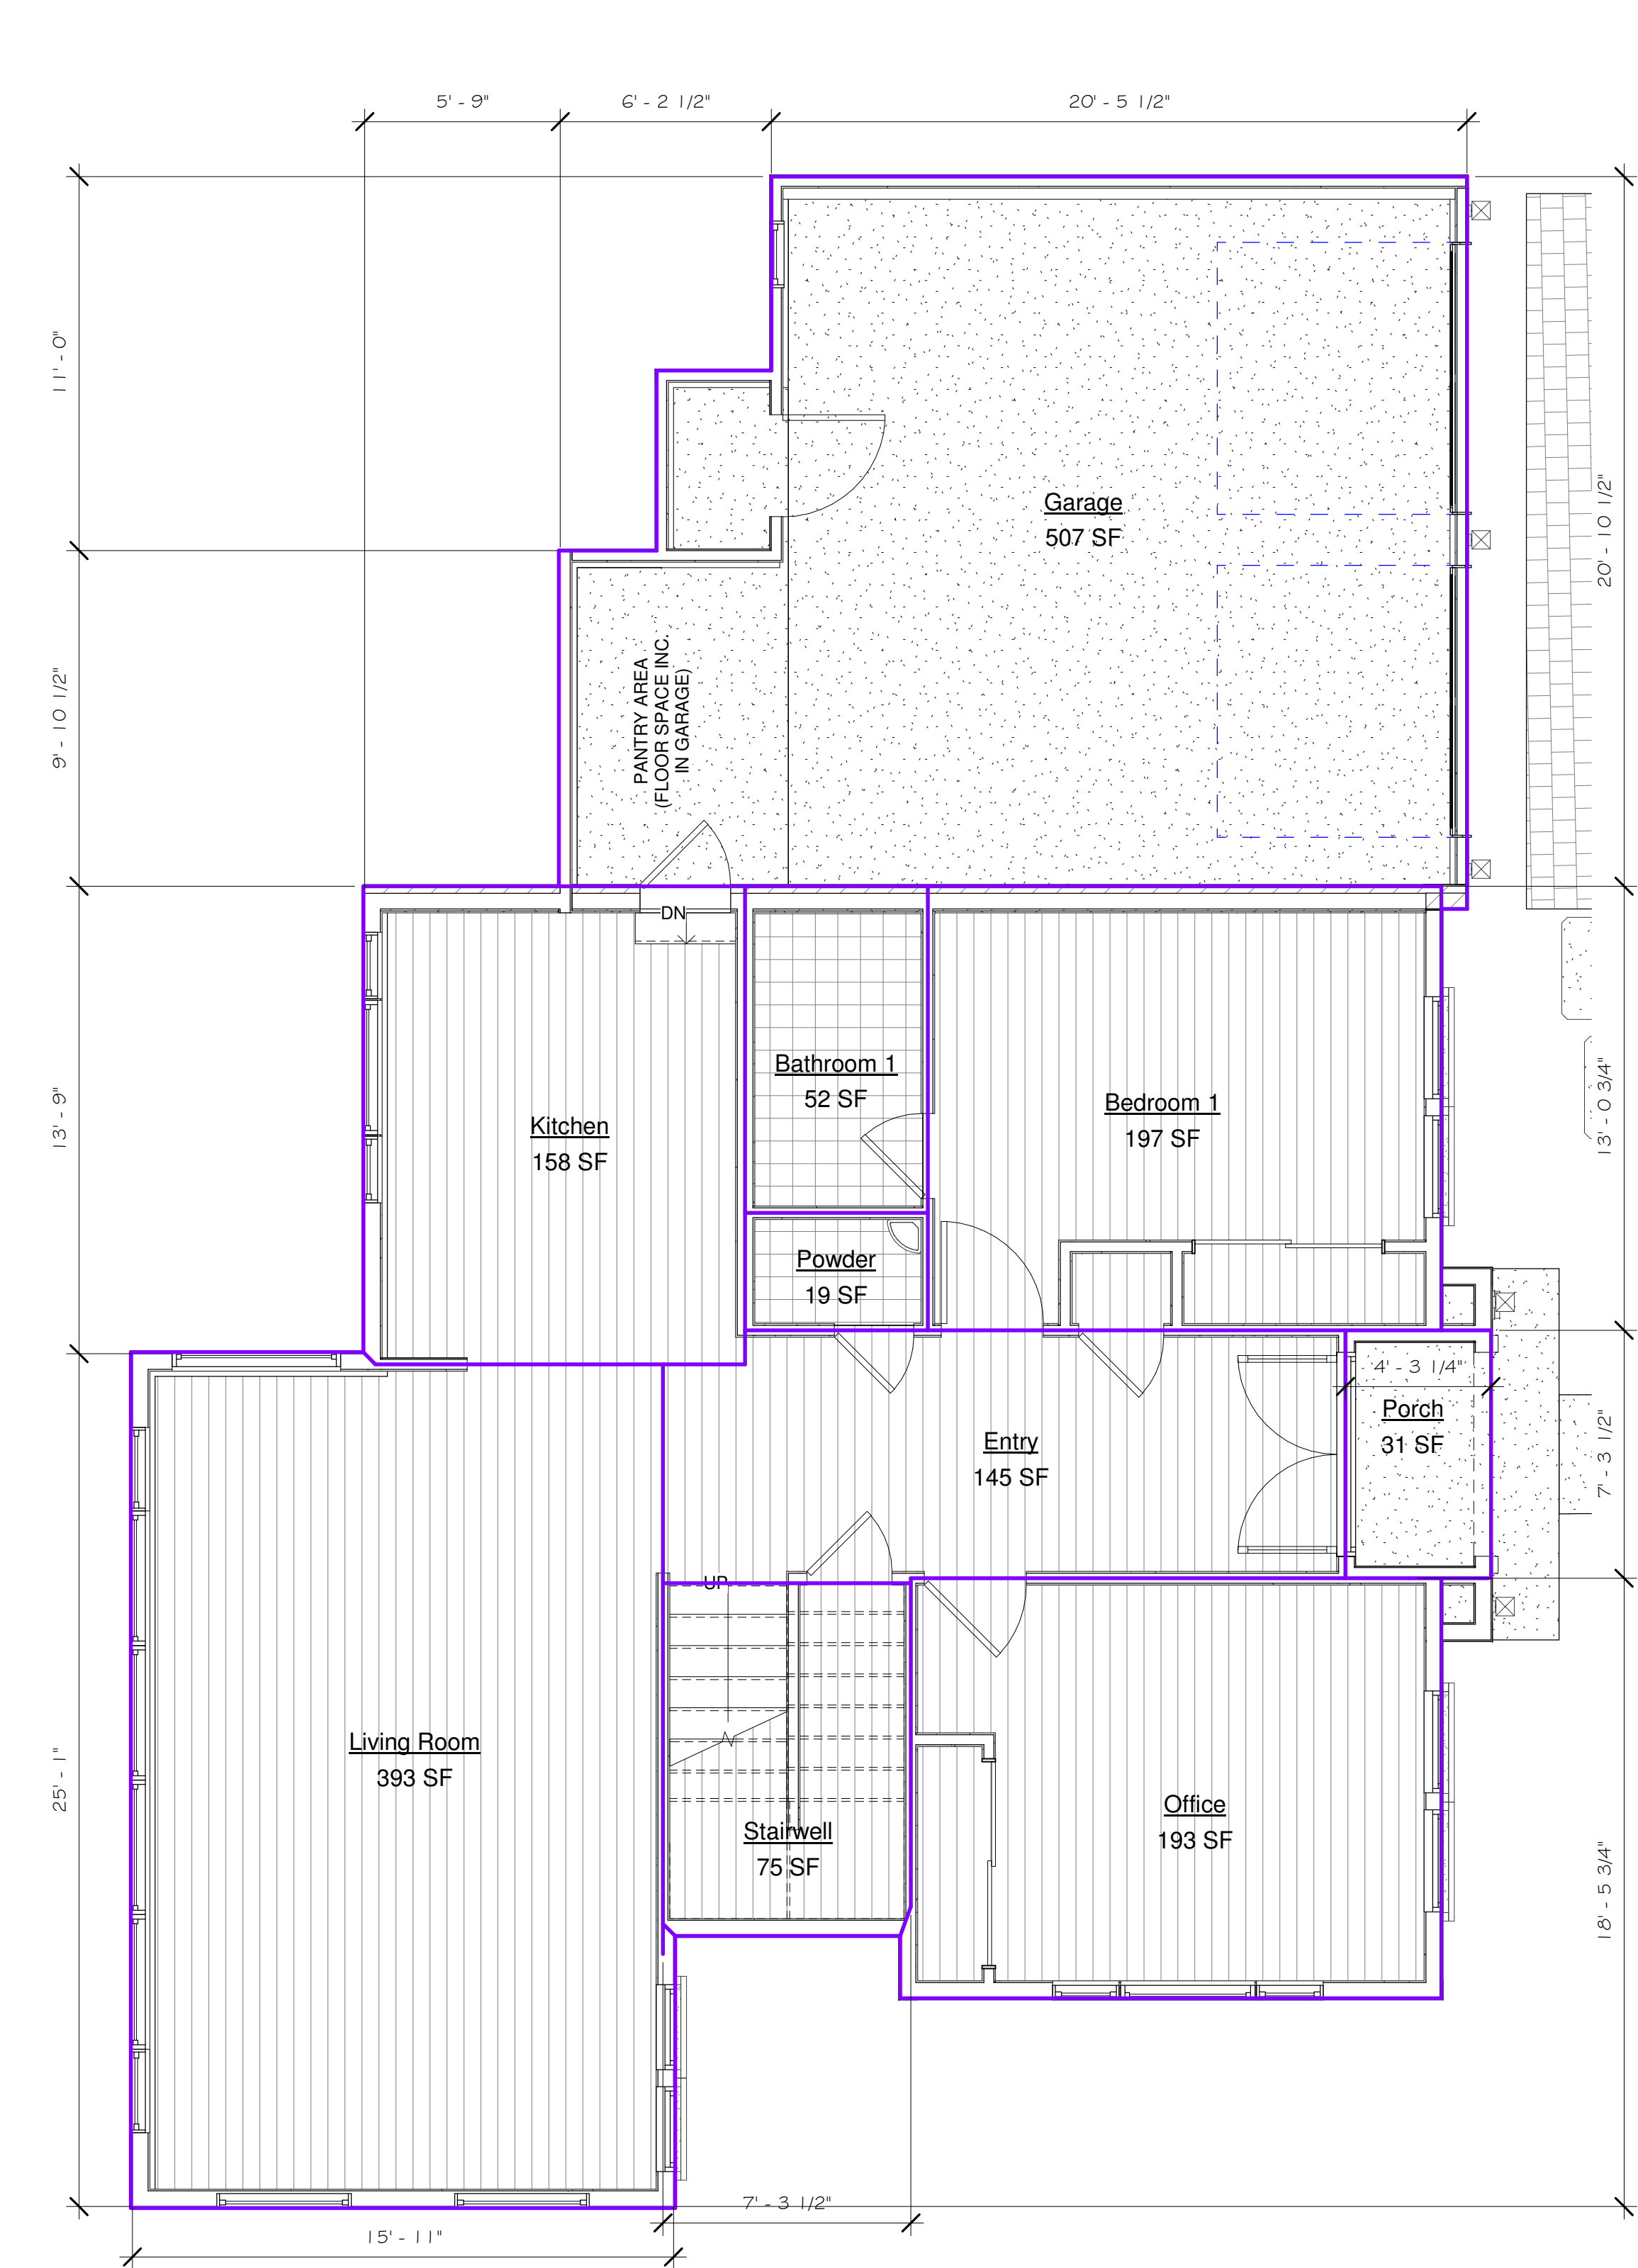 5' - 9"
6' - 2 1/2"
20' - 5 1/2"
11' - 0"
Garage
507 SF
20' - 10 1/2"
PANTRY AREA
(FLOOR SPACE INC.
IN GARAGE)
9' - 10 1/2"
DN
Bathroom 1
52 SF
Bedroom 1
197 SF
Kitchen
158 SF
13' - 9"
13' - 0 3/4"
Powder
19 SF
4' - 3 1/4"
Porch
31 SF
Entry
145 SF
7' - 3 1/2"
UP
Living Room
393 SF
25' - 1"
Office
193 SF
Stairwell
75 SF
18' - 5 3/4"
7' - 3 1/2"
15' - 11"